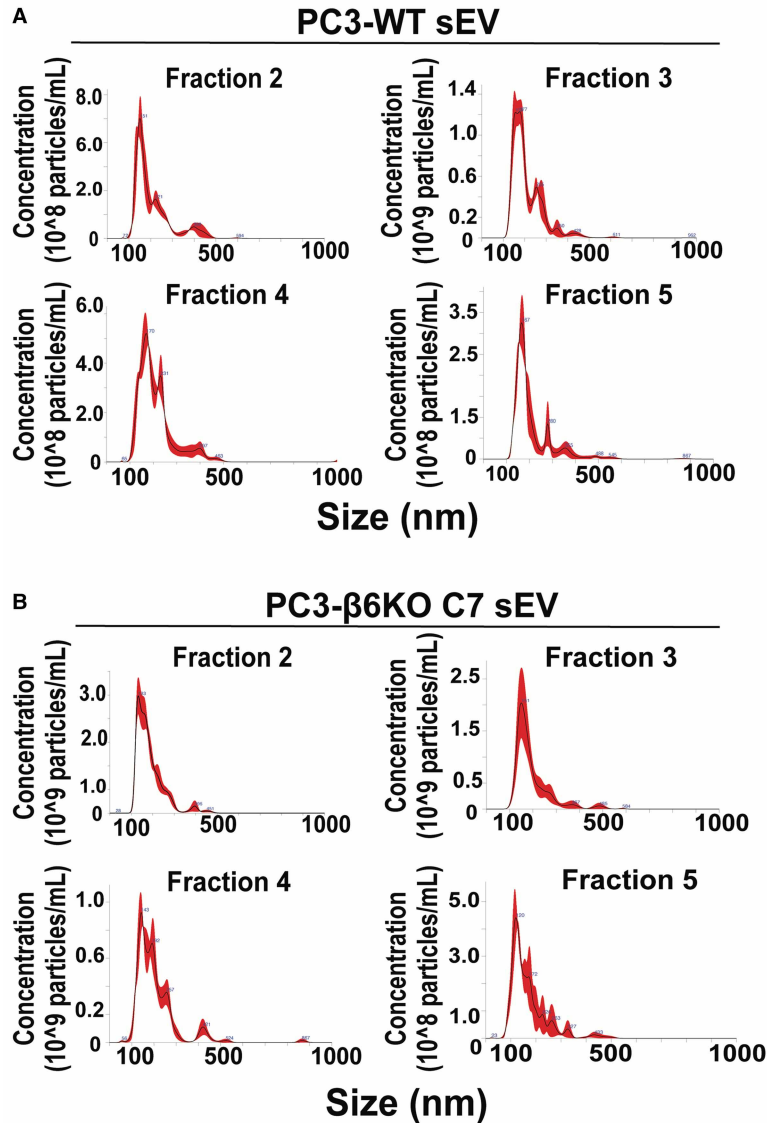 A
PC3-WT sEV
Fraction 2
Concentration
(10^8 particles/mL)
8.0
6.0
2.0
0
100
500
1000
Fraction 3
Concentration
(10^9 particles/mL)
1.4
1.0
0.6
0.2
0
100
500
1000
Fraction 4
Concentration
(10^8 particles/mL)
6.0
4.0
2.0
0
100
500
1000
Fraction 5
Concentration
(10^8 particles/mL)
3.5
2.5
1.5
0
100
500
1000
Size (nm)
B
PC3-β6KO C7 sEV
Fraction 2
Concentration
(10^9 particles/mL)
3.0
2.0
1.0
0
100
500
1000
Fraction 3
Concentration
(10^9 particles/mL)
2.5
1.5
0.5
0
100
500
1000
Fraction 4
Concentration
(10^9 particles/mL)
1.0
0.6
0.2
0
100
500
1000
Fraction 5
Concentration
(10^8 particles/mL)
5.0
3.0
1.0
0
100
500
1000
Size (nm)